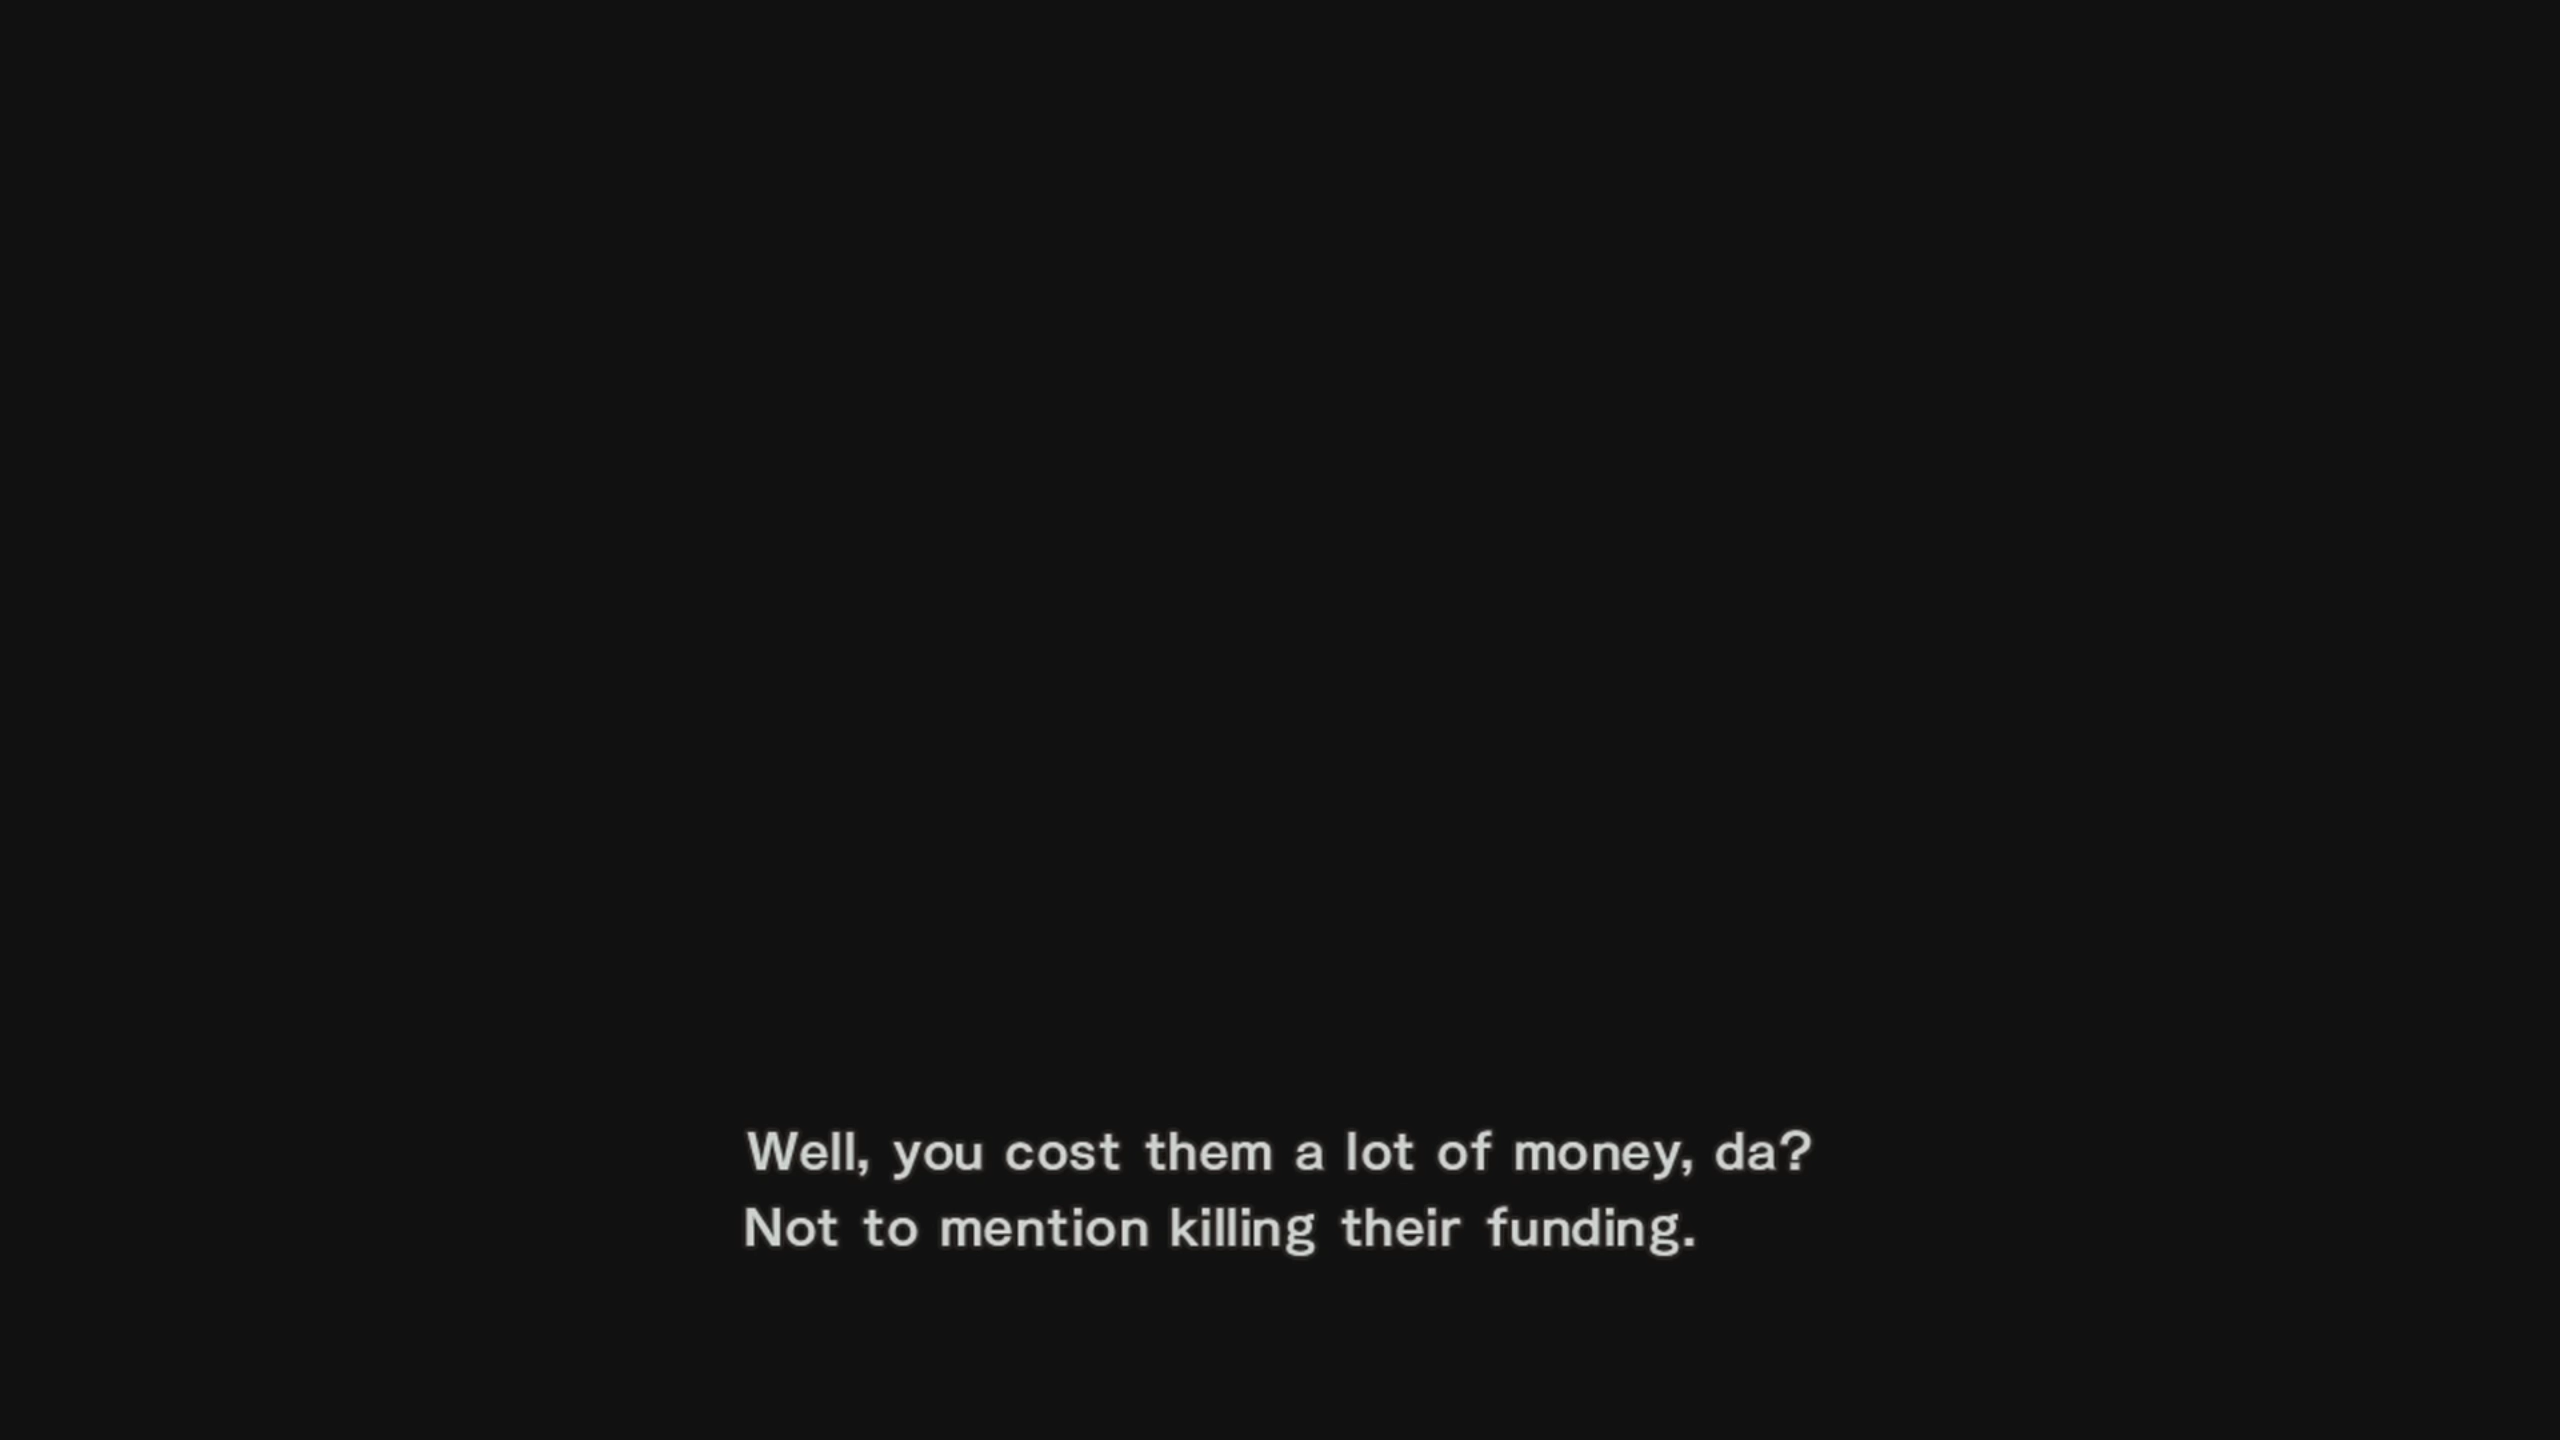 Well, you cost them a lot of money, da?
Not to mention killing their funding.